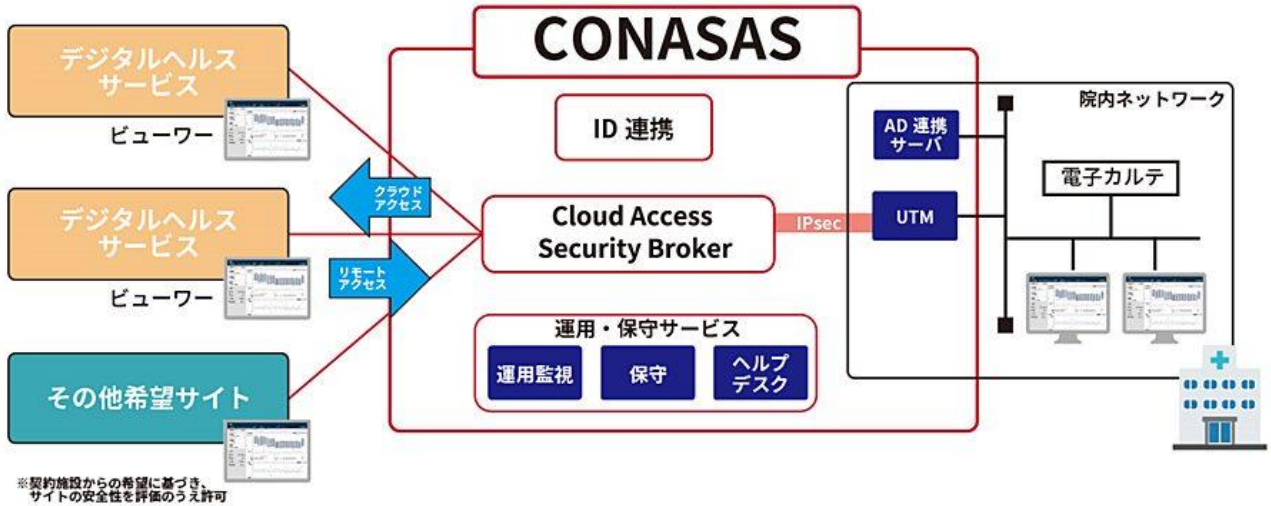 CONASAS
デジタルヘルス
サービス
ビューワー
デジタルヘルス
サービス
ビューワー
その他希望サイト
※契約施設からの希望に基づき、
サイトの安全性を評価のうえ許可
クラウド
アクセス
リモート
アクセス
ID 連携
Cloud Access
Security Broker
運用・保守サービス
運用監視
保守
ヘルプ
デスク
IPsec
院内ネットワーク
AD 連携
サーバ
UTM
電子カルテ